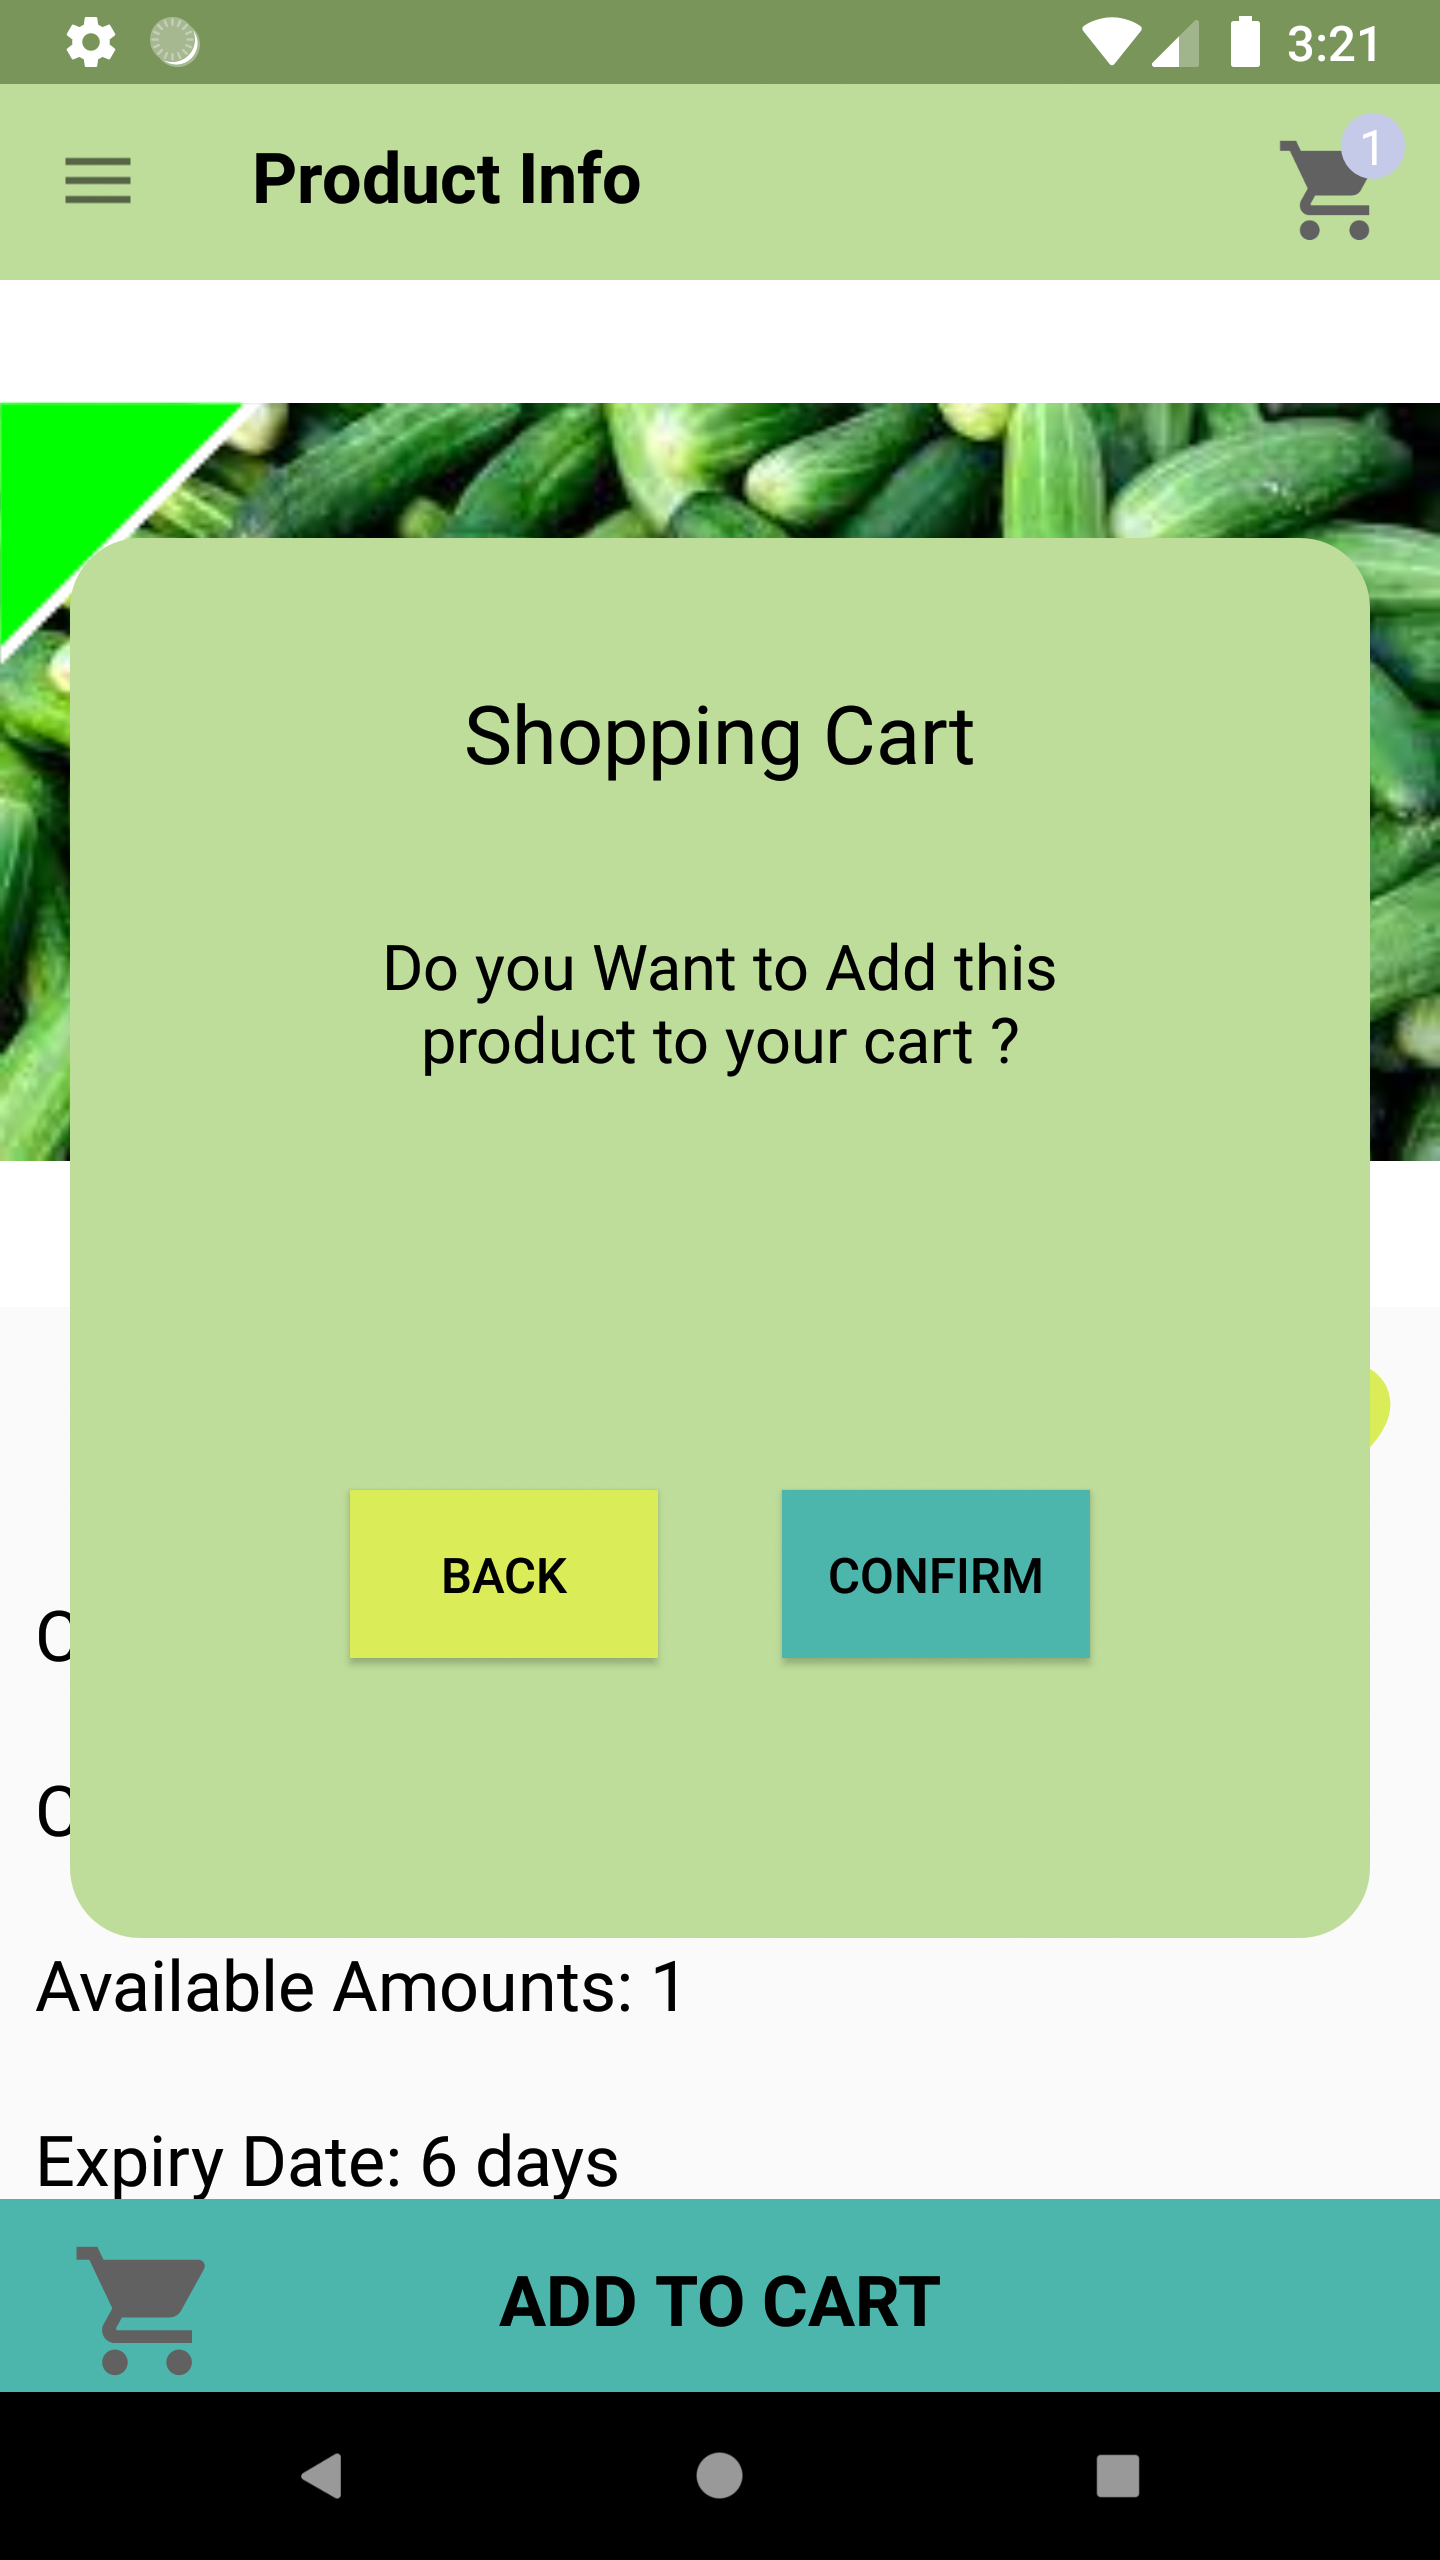 3:21
Product Info
1
Shopping Cart
Do you Want to Add this
product to your cart ?
BACK
CONFIRM
Available Amounts: 1
Expiry Date: 6 days
ADD TO CART